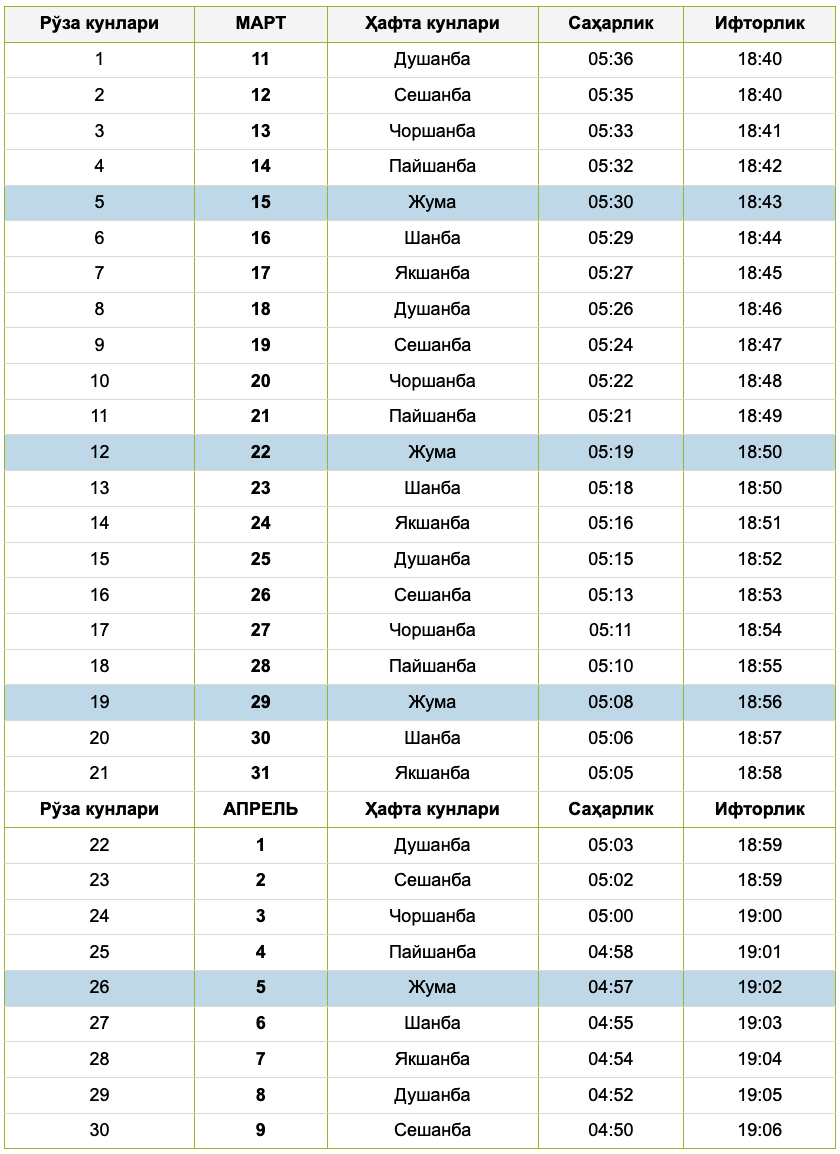 Рўза кунлари МАРТ Ҳафта кунлари Саҳарлик Ифторлик
1 11 Душанба 05:36 18:40
2 12 Сешанба 05:35 18:40
3 13 Чоршанба 05:33 18:41
4 14 Пайшанба 05:32 18:42
5 15 Жума 05:30 18:43
6 16 Шанба 05:29 18:44
7 17 Якшанба 05:27 18:45
8 18 Душанба 05:26 18:46
9 19 Сешанба 05:24 18:47
10 20 Чоршанба 05:22 18:48
11 21 Пайшанба 05:21 18:49
12 22 Жума 05:19 18:50
13 23 Шанба 05:18 18:50
14 24 Якшанба 05:16 18:51
15 25 Душанба 05:15 18:52
16 26 Сешанба 05:13 18:53
17 27 Чоршанба 05:11 18:54
18 28 Пайшанба 05:10 18:55
19 29 Жума 05:08 18:56
20 30 Шанба 05:06 18:57
21 31 Якшанба 05:05 18:58
Рўза кунлари АПРЕЛЬ Ҳафта кунлари Саҳарлик Ифторлик
22 1 Душанба 05:03 18:59
23 2 Сешанба 05:02 18:59
24 3 Чоршанба 05:00 19:00
25 4 Пайшанба 04:58 19:01
26 5 Жума 04:57 19:02
27 6 Шанба 04:55 19:03
28 7 Якшанба 04:54 19:04
29 8 Душанба 04:52 19:05
30 9 Сешанба 04:50 19:06